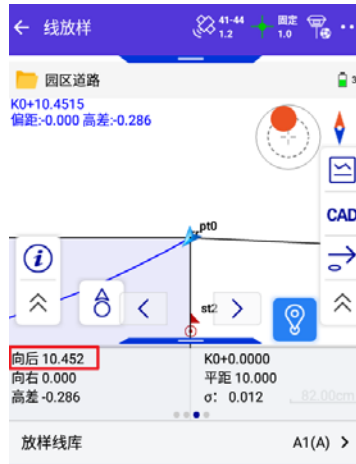 线放样
41-44
1.2
固定
1.0
园区道路
3
K0+10.4515
偏距:-0.000 高差:-0.286
pt0
CAD
st2
向后 10.452
K0+0.0000
向右 0.000
平距 10.000
高差 -0.286
σ: 0.012
82.00cm
放样线库
A1(A)